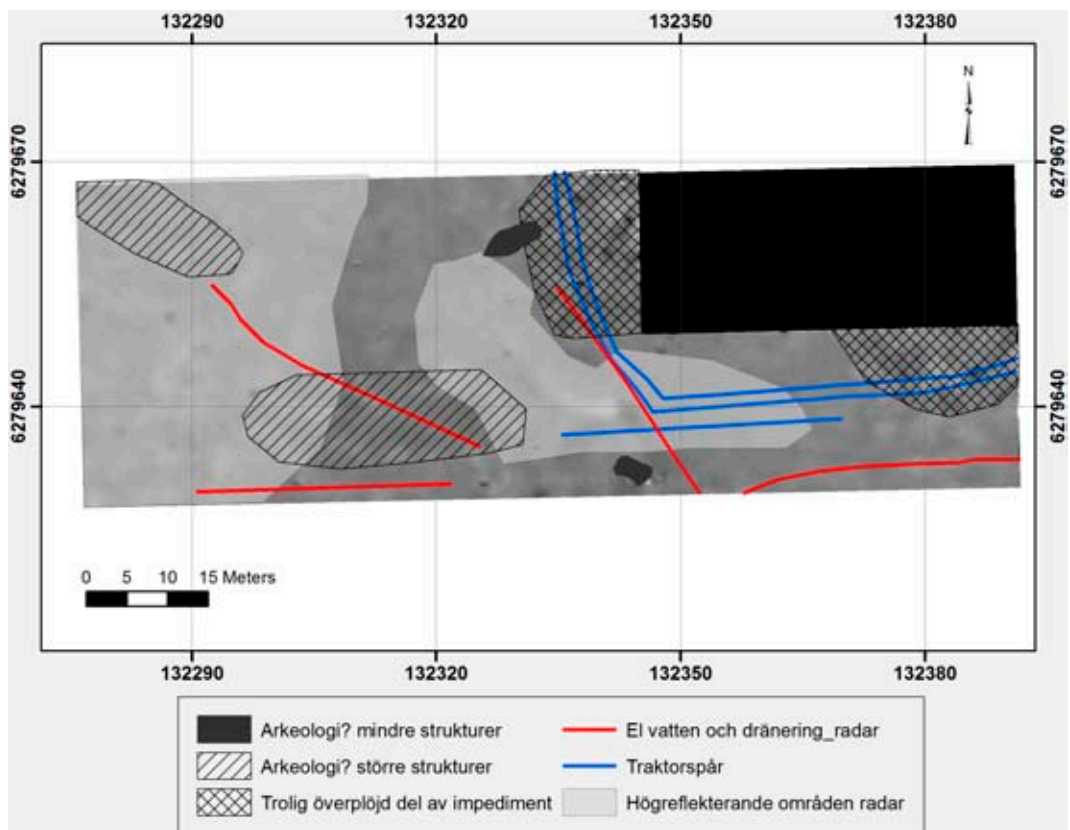 132290 132320 132350 132380
N
6279670 6279670
6279640 6279640
0 5 10 15 Meters
132290 132320 132350 132380
Arkeologi? mindre strukturer
Arkeologi? större strukturer
Trolig överplöjd del av impediment
El vatten och dränering_radar
Traktorspår
Högreflekterande områden radar